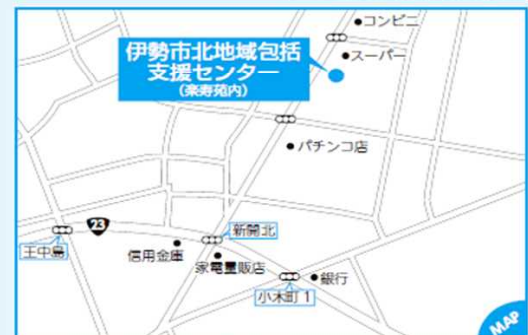 コンビニ
スーパー
伊勢市北地域包括
支援センター
(楽寿苑内)
パチンコ店
23
新開北
王中島
信用金庫
家電量販店
小木町1
銀行
MAP